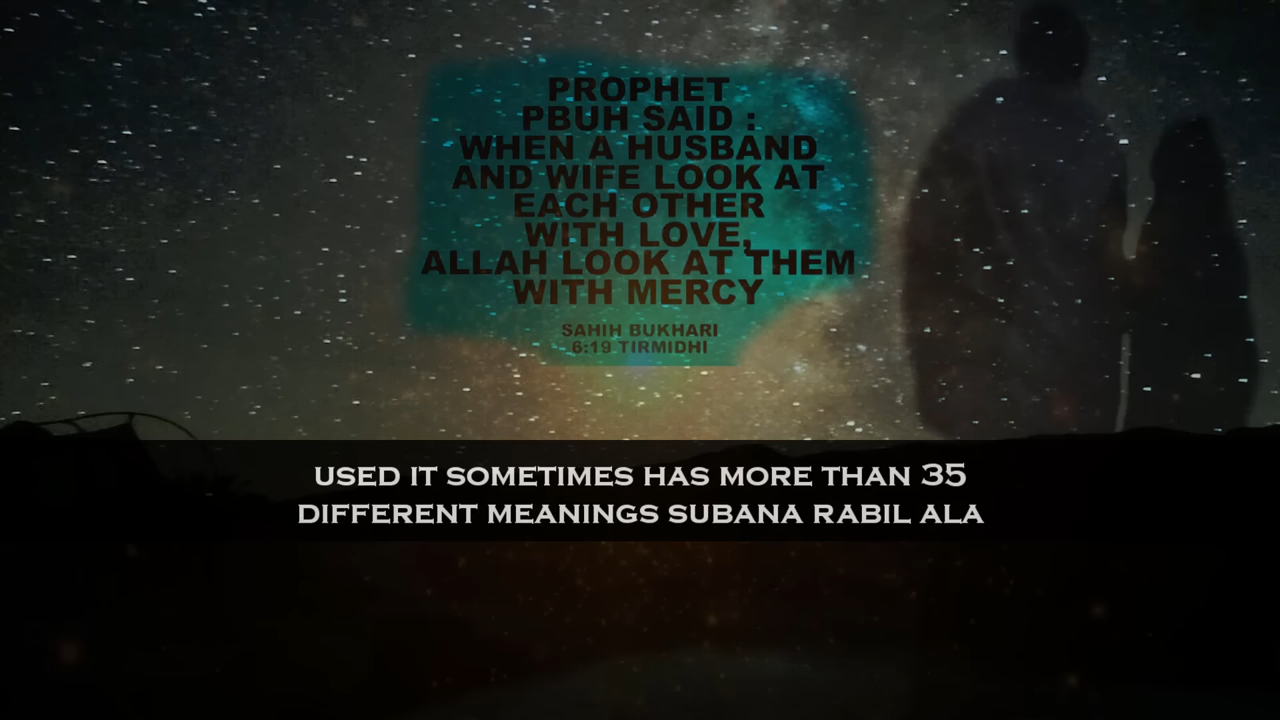 PROPHET
PBUH SAID :
WHEN A HUSBAND
AND WIFE LOOK AT
EACH OTHER
WITH LOVE,
ALLAH LOOK AT THEM
WITH MERCY
SAHIH BUKHARI
6:19 TIRMIDHI
USED IT SOMETIMES HAS MORE THAN 35
DIFFERENT MEANINGS SUBANA RABIL ALA